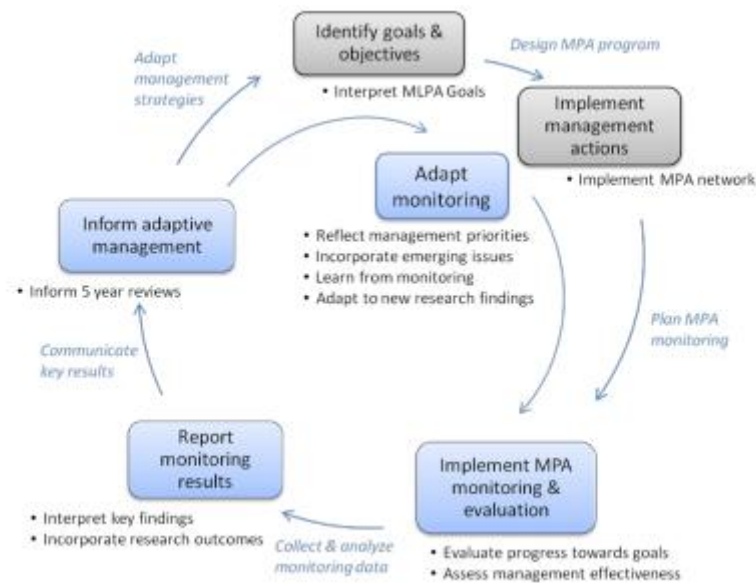 Identify goals &
objectives
• Interpret MLPA Goals
Design MPA program
Implement
management
actions
• Implement MPA network
Adapt
management
strategies
Adapt
monitoring
• Reflect management priorities
• Incorporate emerging issues
• Learn from monitoring
• Adapt to new research findings
Inform adaptive
management
• Inform 5 year reviews
Plan MPA
monitoring
Communicate
key results
Report
monitoring
results
• Interpret key findings
• Incorporate research outcomes
Implement MPA
monitoring &
evaluation
• Evaluate progress towards goals
• Assess management effectiveness
Collect & analyze
monitoring data